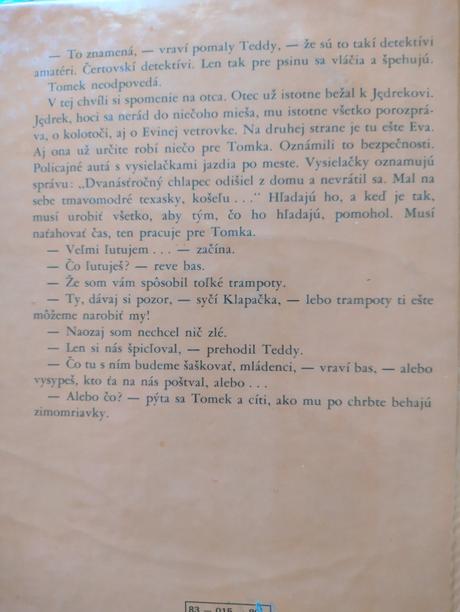 — To znamená, — vraví pomaly Teddy, — že sú to takí detektívi
amatéri. Čertovskí detektívi. Len tak pre psinu sa vláčia a špehujú.
Tomek neodpovedá.
V tej chvíli si spomenie na otca. Otec už istotne bežal k Jędrekovi.
Jędrek, hoci sa nerád do niečoho mieša, mu istotne všetko porozprá-
va, o kolotoči, aj o Evinej vetrovke. Na druhej strane je tu ešte Eva.
Aj ona už určite robí niečo pre Tomka. Oznámili to bezpečnosti.
Policajné autá s vysielačkami jazdia po meste. Vysielačky oznamujú
správu: „Dvanásťročný chlapec odišiel z domu a nevrátil sa. Mal na
sebe tmavomodré texasky, košeľu . . .“ Hľadajú ho, a keď je tak,
musí urobiť všetko, aby tým, čo ho hľadajú, pomohol. Musí
naťahovať čas, ten pracuje pre Tomka.
— Veľmi ľutujem . . . — začína.
— Čo ľutuješ? — reve bas.
— Že som vám spôsobil toľké trampoty.
— Ty, dávaj si pozor, — syčí Klapačka, — lebo trampoty ti ešte
môžeme narobiť my!
— Naozaj som nechcel nič zlé.
— Len si nás špicľoval, — prehodil Teddy.
— Čo tu s ním budeme šaškovať, mládenci, — vraví bas, — alebo
vysypeš, kto ťa na nás poštval, alebo . . .
— Alebo čo? — pýta sa Tomek a cíti, ako mu po chrbte behajú
zimomriavky.
83 — 015